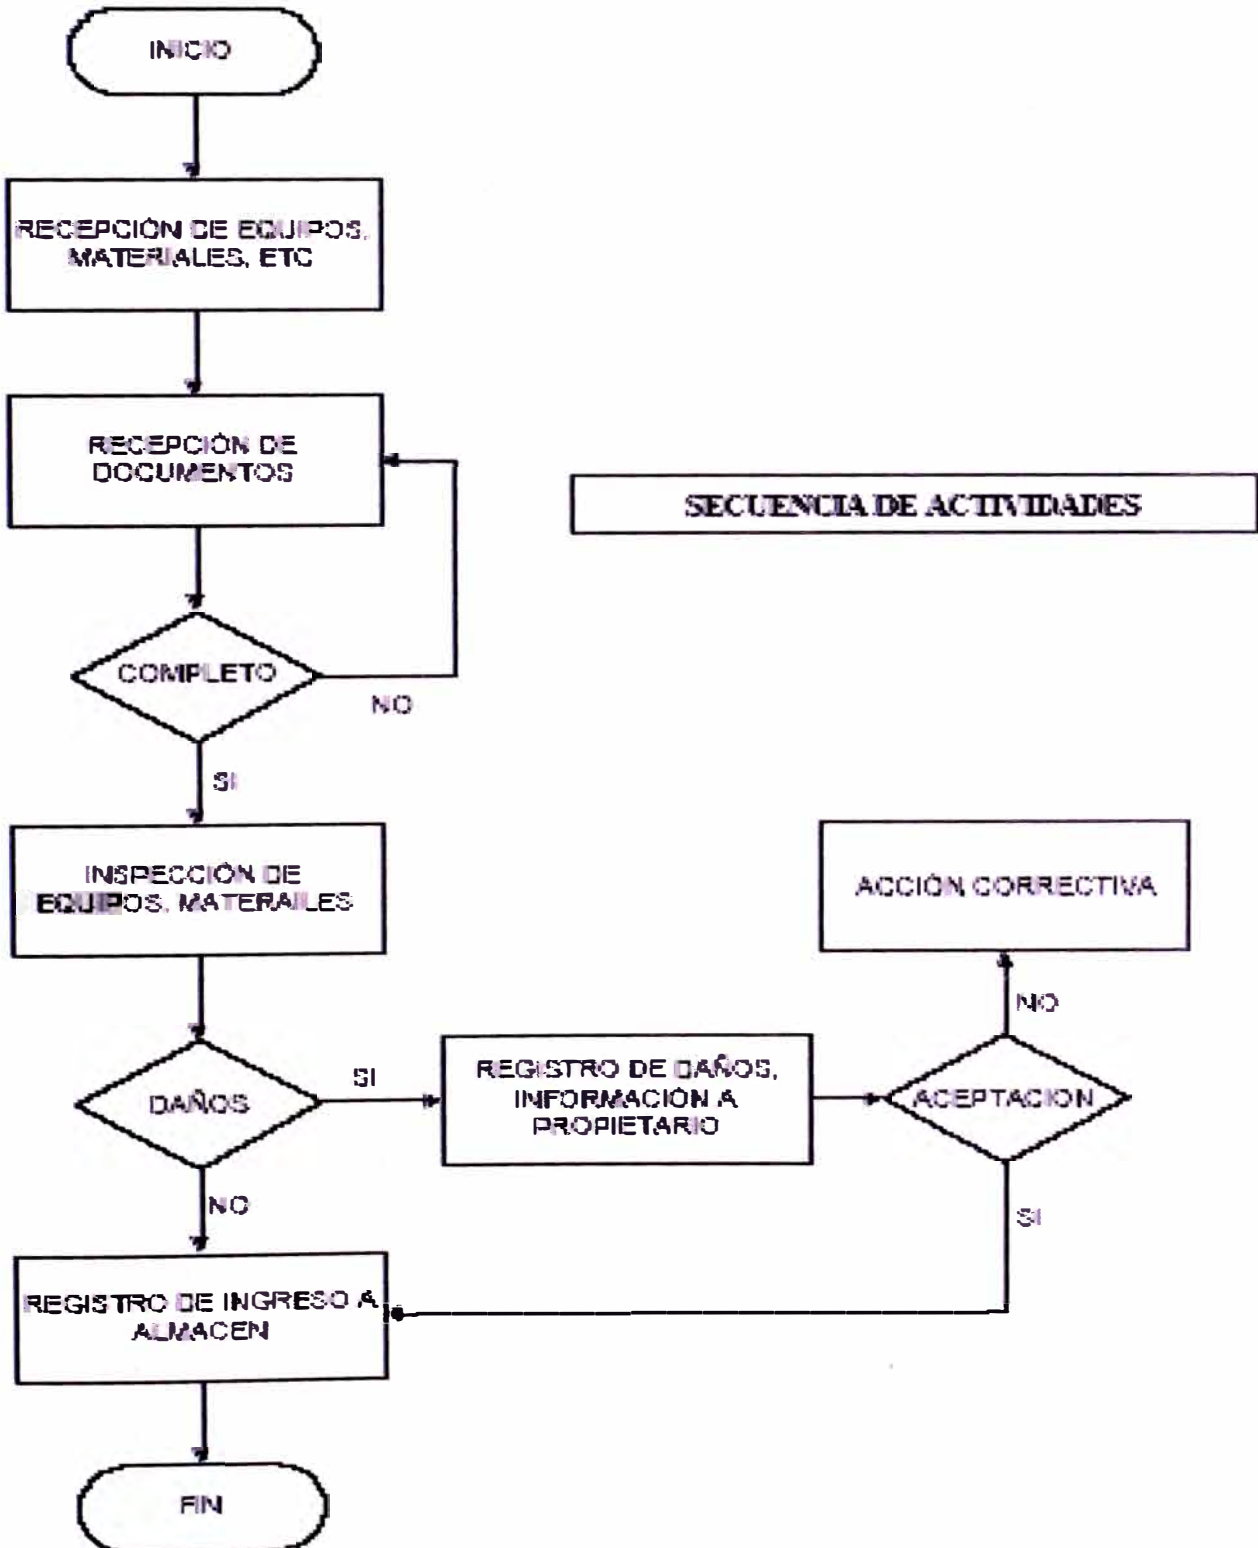 INICIO
RECEPCIÓN DE EQUIPOS,
MATERIALES, ETC
RECEPCIÓN DE
DOCUMENTOS
SECUENCIA DE ACTIVIDADES
COMPLETO
NO
SI
INSPECCIÓN DE
EQUIPOS, MATERAILES
ACCIÓN CORRECTIVA
NO
DAÑOS
SI
REGISTRO DE DAÑOS,
INFORMACIÓN A
PROPIETARIO
ACEPTACION
NO
SI
REGISTRO DE INGRESO A
ALMACEN
FIN